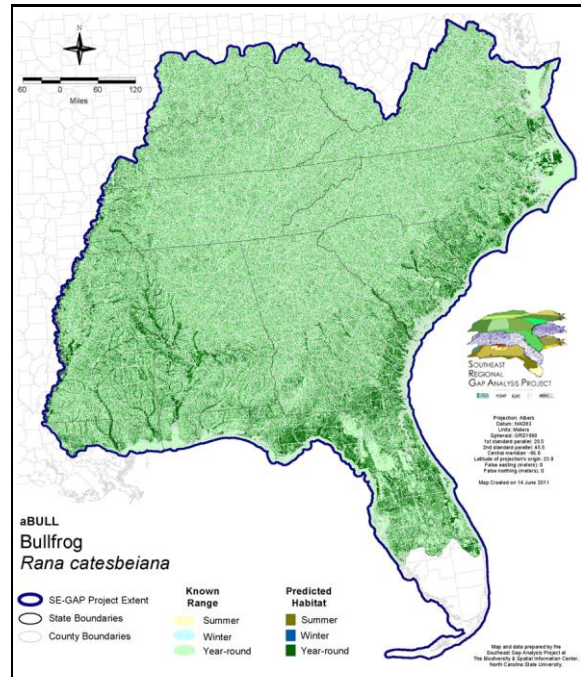 N
60 0 60 120
Miles
SOUTHEAST
REGIONAL
GAP ANALYSIS PROJECT
Projection: Albers
Datum: NAD83
Units: Meters
Spheroid: GRS1980
1st standard parallel: 29.5
2nd standard parallel: 45.5
Central meridian: -96.0
Latitude of projection's origin: 23.0
False easting (meters): 0
False northing (meters): 0
Map Created on 14 June 2011
aBULL
Bullfrog
Rana catesbeiana
SE-GAP Project Extent
State Boundaries
County Boundaries
Known
Range
Summer
Winter
Year-round
Predicted
Habitat
Summer
Winter
Year-round
Map and data prepared by the
Southeast Gap Analysis Project at
The Biodiversity & Spatial Information Center,
North Carolina State University.